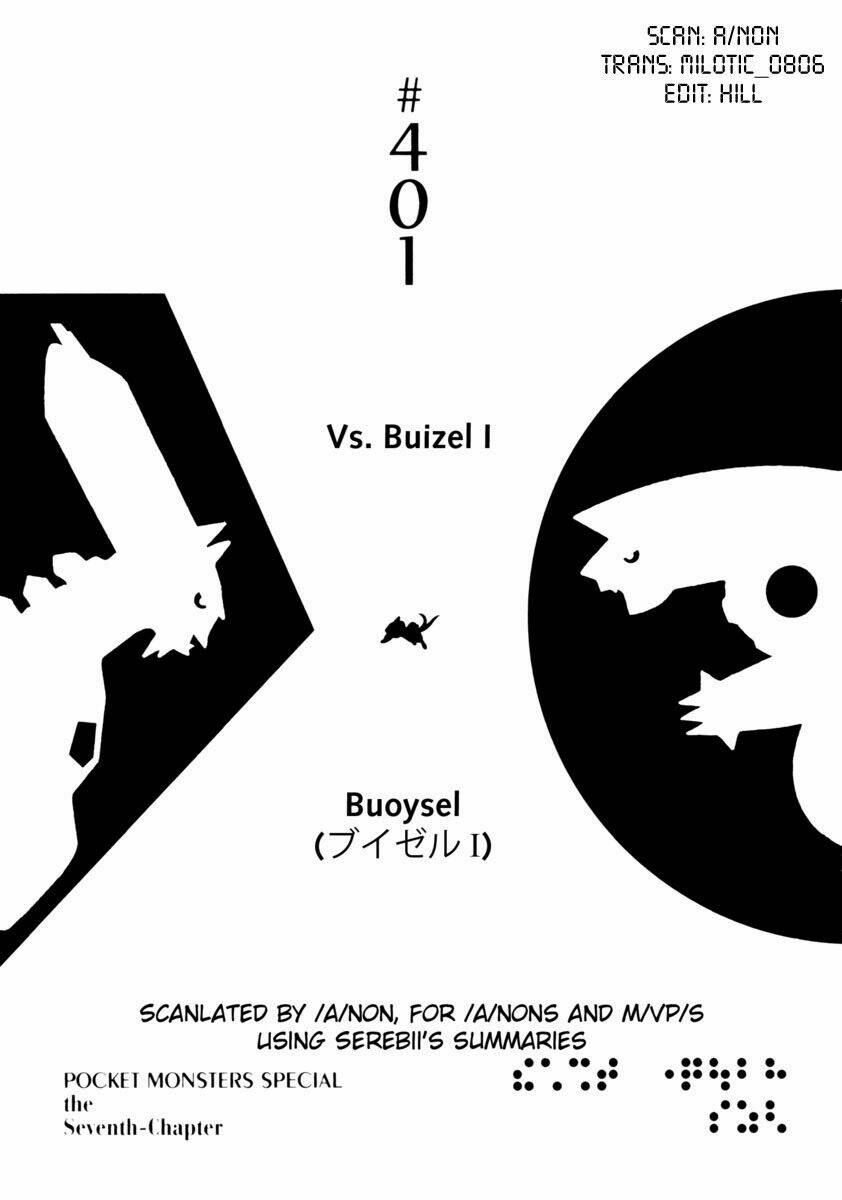 SCAN: A/NON
TRANS: MILOTIC_0806
EDIT: HILL
#
4
0
1
Vs. Buizel I
Buoysel
(ブイゼル I)
SCANLATED BY /A/NON, FOR /A/NONS AND M/VP/S
USING SEREBII'S SUMMARIES
POCKET MONSTERS SPECIAL
the
Seventh-Chapter